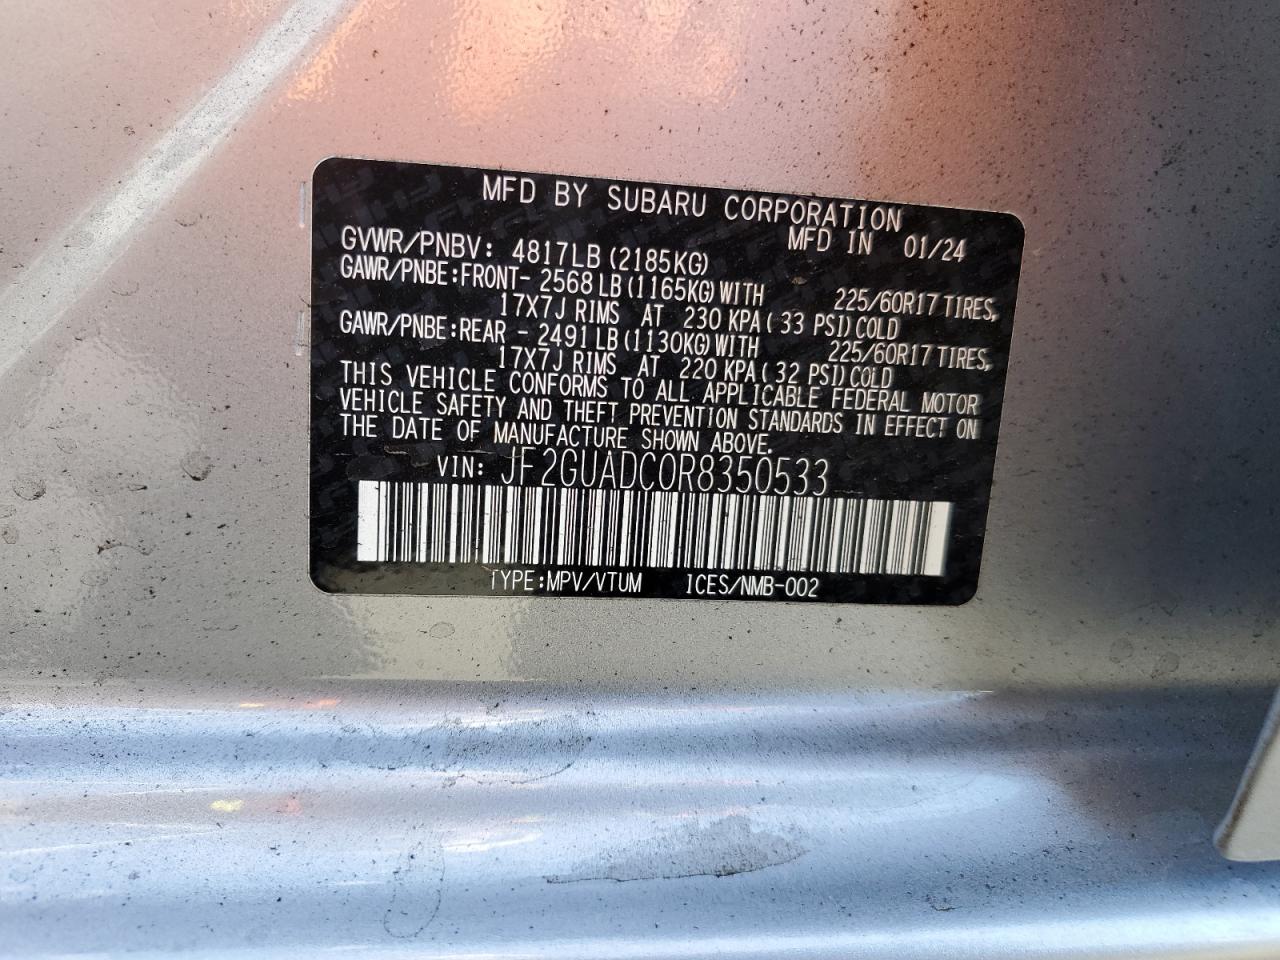 MFD BY SUBARU CORPORATION
MFD IN 01/24
GVWR/PNBV: 4817LB (2185KG)
GAWR/PNBE:FRONT- 2568 LB (1165KG) WITH 225/60R17 TIRES,
17X7J RIMS AT 230 KPA ( 33 PSI) COLD
GAWR/PNBE:REAR - 2491 LB (1130KG) WITH 225/60R17 TIRES,
17X7J RIMS AT 220 KPA ( 32 PSI) COLD
THIS VEHICLE CONFORMS TO ALL APPLICABLE FEDERAL MOTOR
VEHICLE SAFETY AND THEFT PREVENTION STANDARDS IN EFFECT ON
THE DATE OF MANUFACTURE SHOWN ABOVE.
VIN: JF2GUADC0R8350533
TYPE:MPV/VTUM ICES/NMB-002